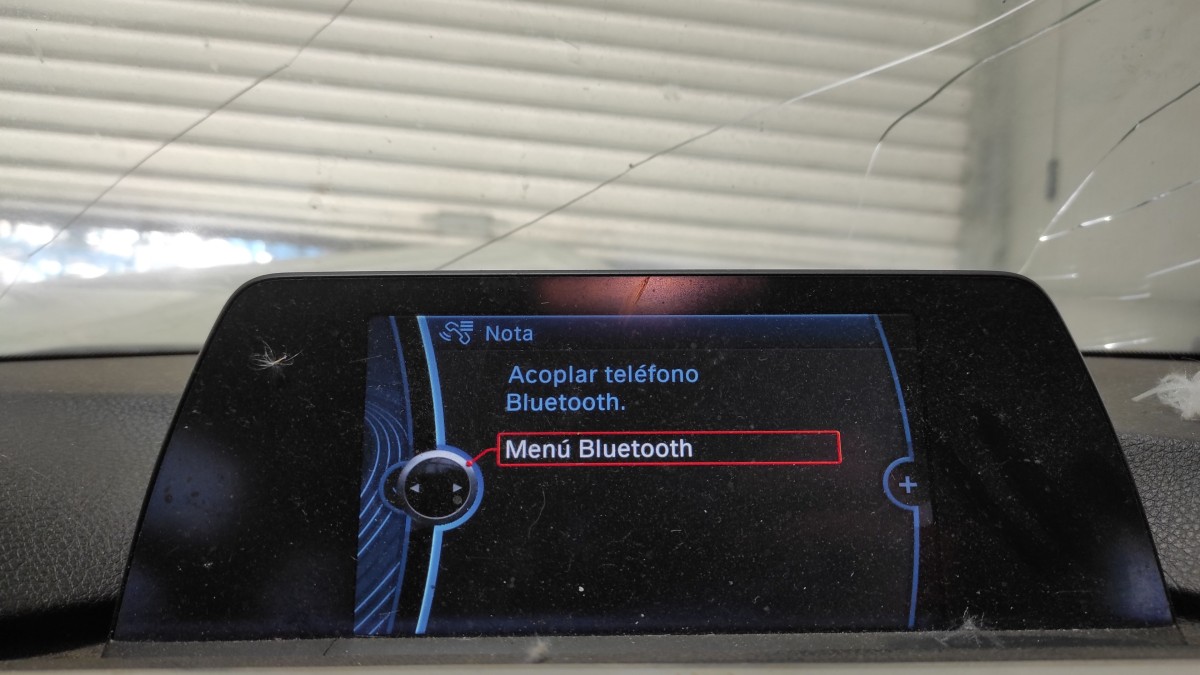 Nota
Acoplar teléfono
Bluetooth.
Menú Bluetooth